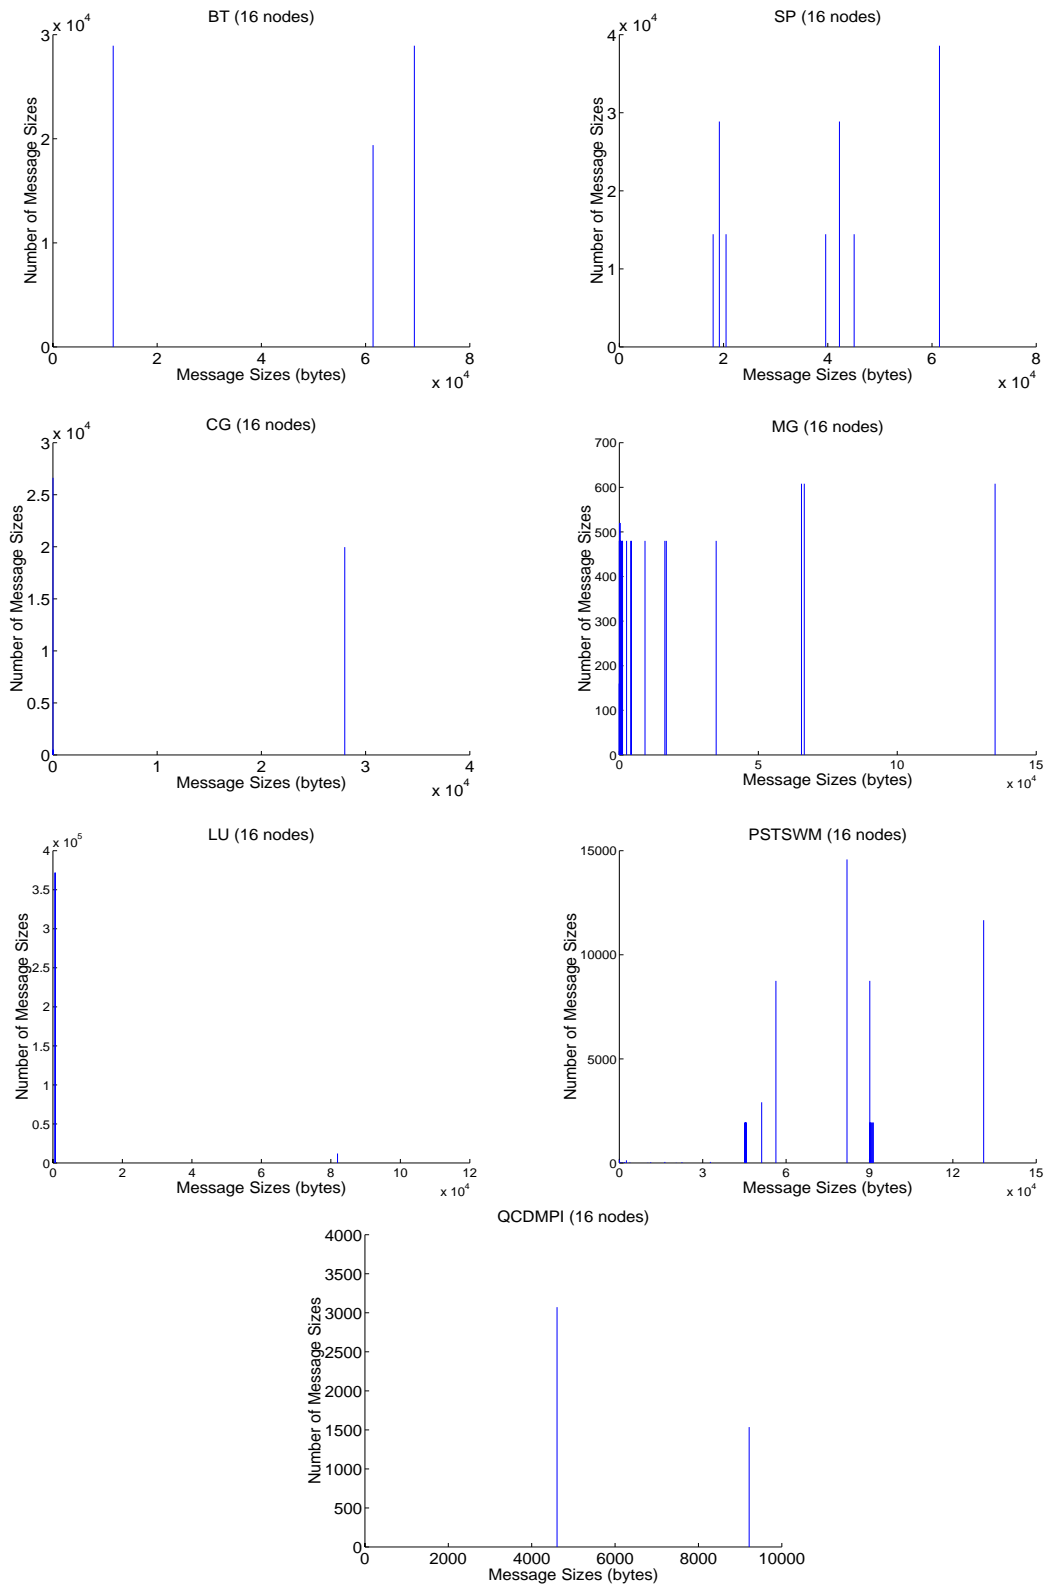 BT (16 nodes)
x 10^4
3
2
1
0
Number of Message Sizes
0 2 4 6 8
Message Sizes (bytes)
x 10^4
SP (16 nodes)
x 10^4
4
3
2
1
0
Number of Message Sizes
0 2 4 6 8
Message Sizes (bytes)
x 10^4
CG (16 nodes)
x 10^4
3
2.5
2
1.5
1
0.5
0
Number of Message Sizes
0 1 2 3 4
Message Sizes (bytes)
x 10^4
MG (16 nodes)
700
600
500
400
300
200
100
0
Number of Message Sizes
0 5 10 15
Message Sizes (bytes)
x 10^4
LU (16 nodes)
x 10^5
4
3.5
3
2.5
2
1.5
1
0.5
0
Number of Message Sizes
0 2 4 6 8 10 12
Message Sizes (bytes)
x 10^4
PSTSWM (16 nodes)
15000
10000
5000
0
Number of Message Sizes
0 3 6 9 12 15
Message Sizes (bytes)
x 10^4
QCDMPI (16 nodes)
4000
3500
3000
2500
2000
1500
1000
500
0
Number of Message Sizes
0 2000 4000 6000 8000 10000
Message Sizes (bytes)